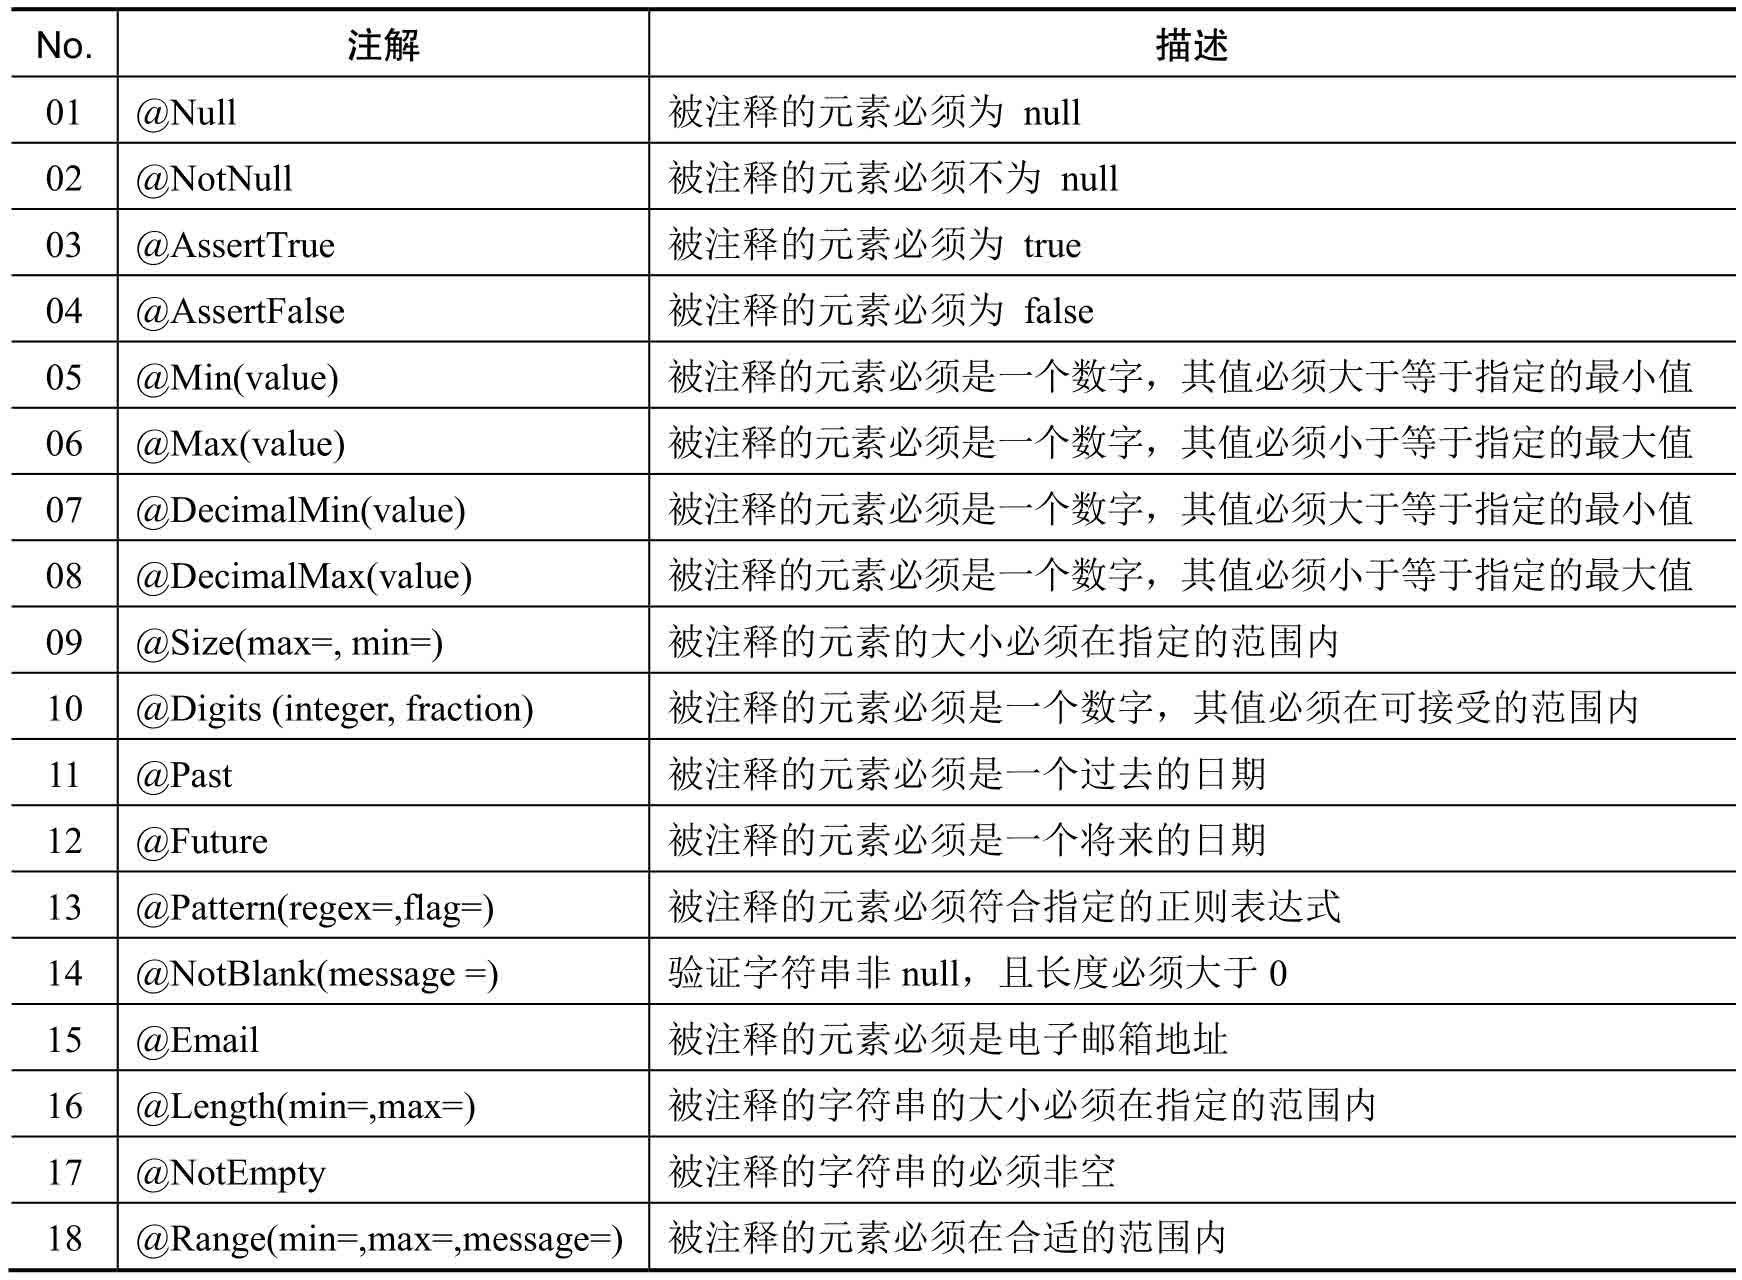 No. 注解 描述
01 @Null 被注释的元素必须为 null
02 @NotNull 被注释的元素必须不为 null
03 @AssertTrue 被注释的元素必须为 true
04 @AssertFalse 被注释的元素必须为 false
05 @Min(value) 被注释的元素必须是一个数字，其值必须大于等于指定的最小值
06 @Max(value) 被注释的元素必须是一个数字，其值必须小于等于指定的最大值
07 @DecimalMin(value) 被注释的元素必须是一个数字，其值必须大于等于指定的最小值
08 @DecimalMax(value) 被注释的元素必须是一个数字，其值必须小于等于指定的最大值
09 @Size(max=, min=) 被注释的元素的大小必须在指定的范围内
10 @Digits (integer, fraction) 被注释的元素必须是一个数字，其值必须在可接受的范围内
11 @Past 被注释的元素必须是一个过去的日期
12 @Future 被注释的元素必须是一个将来的日期
13 @Pattern(regex=,flag=) 被注释的元素必须符合指定的正则表达式
14 @NotBlank(message =) 验证字符串非 null，且长度必须大于 0
15 @Email 被注释的元素必须是电子邮箱地址
16 @Length(min=,max=) 被注释的字符串的大小必须在指定的范围内
17 @NotEmpty 被注释的字符串的必须非空
18 @Range(min=,max=,message=) 被注释的元素必须在合适的范围内